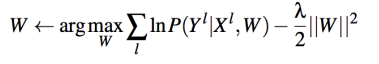 W ← arg max_W ∑_l ln P(Y^l|X^l, W) − λ/2 ||W||^2